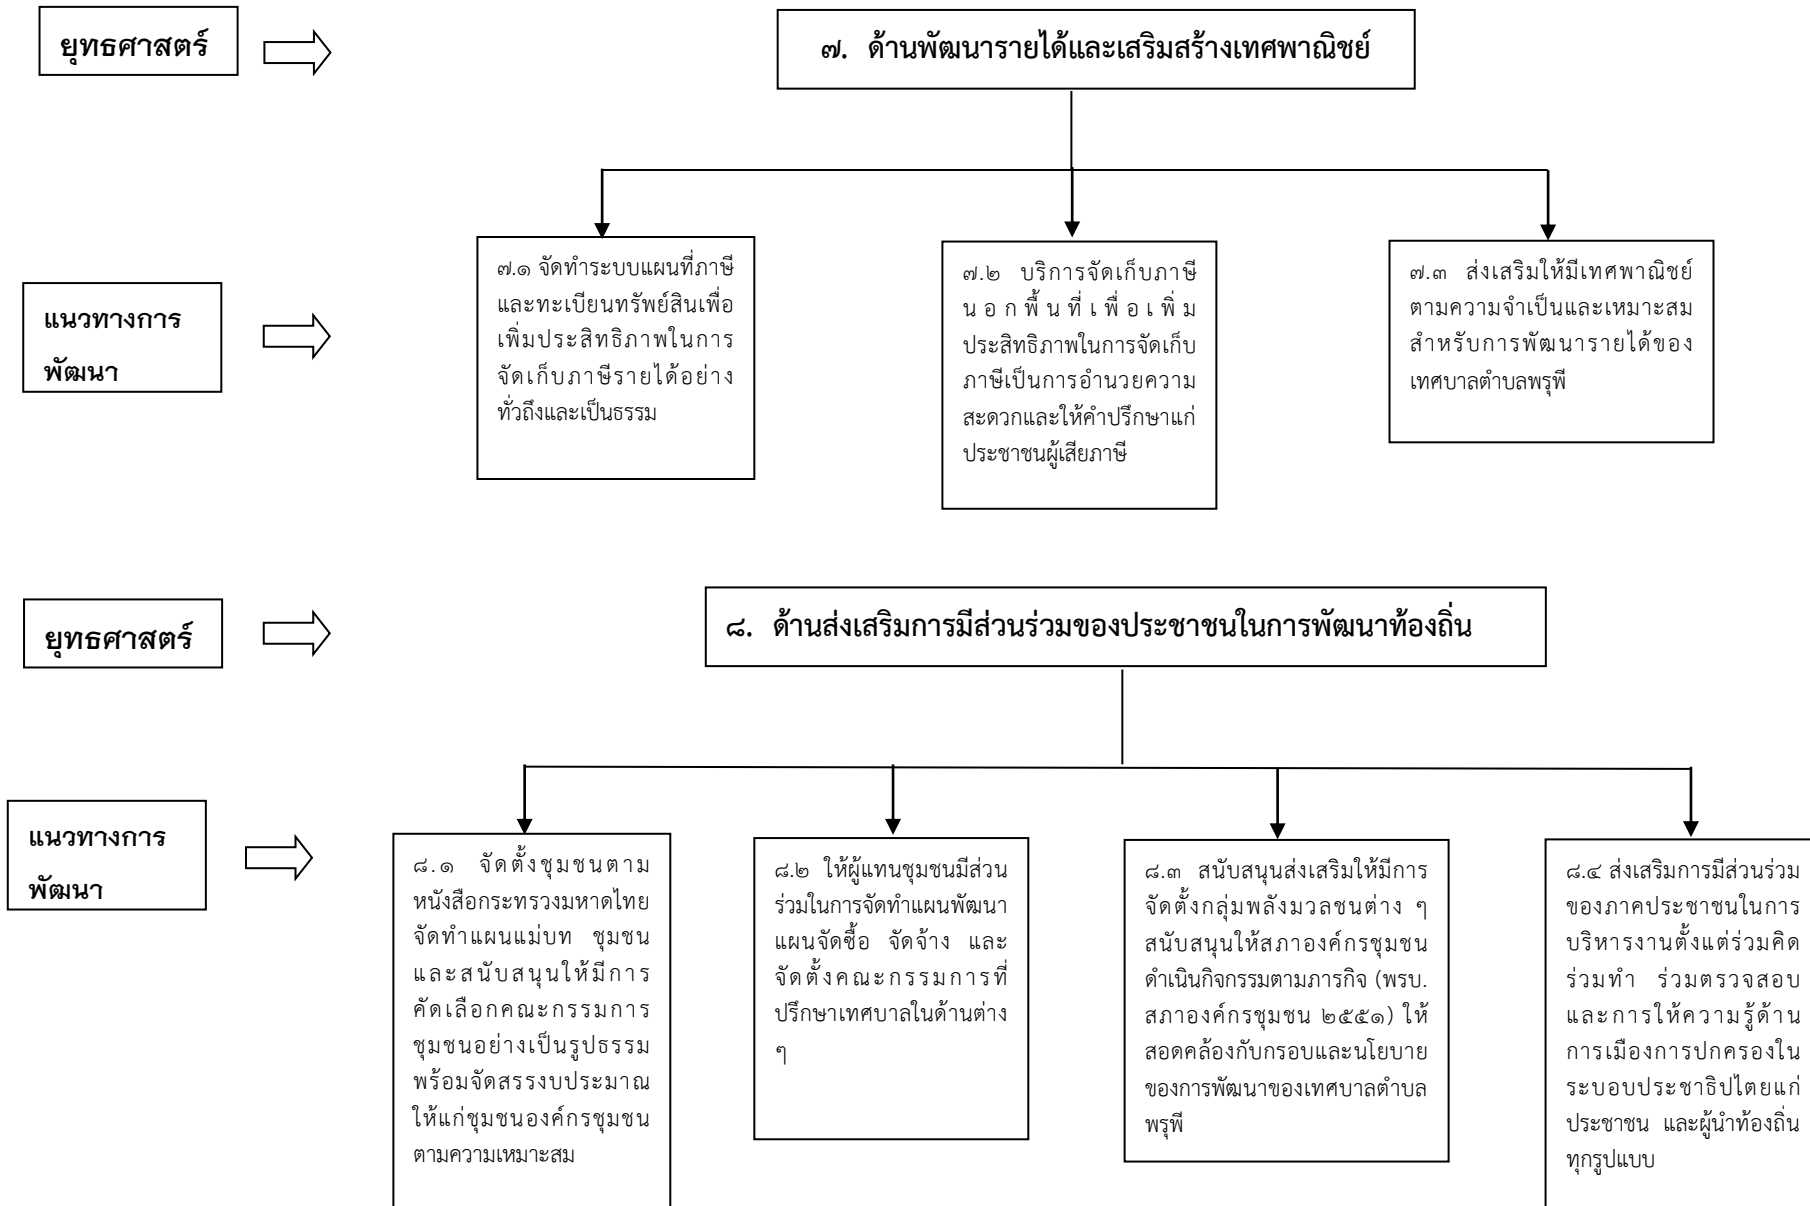 ยุทธศาสตร์
๗. ด้านพัฒนารายได้และเสริมสร้างเทศพาณิชย์
แนวทางการ
พัฒนา
๗.๑ จัดทำระบบแผนที่ภาษี
และทะเบียนทรัพย์สินเพื่อ
เพิ่มประสิทธิภาพในการ
จัดเก็บภาษีรายได้อย่าง
ทั่วถึงและเป็นธรรม
๗.๒ บริการจัดเก็บภาษี
นอกพื้นที่เพื่อเพิ่ม
ประสิทธิภาพในการจัดเก็บ
ภาษีเป็นการอำนวยความ
สะดวกและให้คำปรึกษาแก่
ประชาชนผู้เสียภาษี
๗.๓ ส่งเสริมให้มีเทศพาณิชย์
ตามความจำเป็นและเหมาะสม
สำหรับการพัฒนารายได้ของ
เทศบาลตำบลพรุพี
ยุทธศาสตร์
๘. ด้านส่งเสริมการมีส่วนร่วมของประชาชนในการพัฒนาท้องถิ่น
แนวทางการ
พัฒนา
๘.๑ จัดตั้งชุมชนตาม
หนังสือกระทรวงมหาดไทย
จัดทำแผนแม่บท ชุมชน
และสนับสนุนให้มีการ
คัดเลือกคณะกรรมการ
ชุมชนอย่างเป็นรูปธรรม
พร้อมจัดสรรงบประมาณ
ให้แก่ชุมชนองค์กรชุมชน
ตามความเหมาะสม
๘.๒ ให้ผู้แทนชุมชนมีส่วน
ร่วมในการจัดทำแผนพัฒนา
แผนจัดซื้อ จัดจ้าง และ
จัดตั้งคณะกรรมการที่
ปรึกษาเทศบาลในด้านต่าง
ๆ
๘.๓ สนับสนุนส่งเสริมให้มีการ
จัดตั้งกลุ่มพลังมวลชนต่าง ๆ
สนับสนุนให้สภาองค์กรชุมชน
ดำเนินกิจกรรมตามภารกิจ (พรบ.
สภาองค์กรชุมชน ๒๕๕๑) ให้
สอดคล้องกับกรอบและนโยบาย
ของการพัฒนาของเทศบาลตำบล
พรุพี
๘.๔ ส่งเสริมการมีส่วนร่วม
ของภาคประชาชนในการ
บริหารงานตั้งแต่ร่วมคิด
ร่วมทำ ร่วมตรวจสอบ
และการให้ความรู้ด้าน
การเมืองการปกครองใน
ระบอบประชาธิปไตยแก่
ประชาชน และผู้นำท้องถิ่น
ทุกรูปแบบ